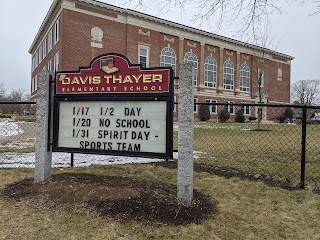 DAVIS THAYER
ELEMENTARY SCHOOL
1/17 1/2 DAY
1/20 NO SCHOOL
1/31 SPIRIT DAY -
SPORTS TEAM